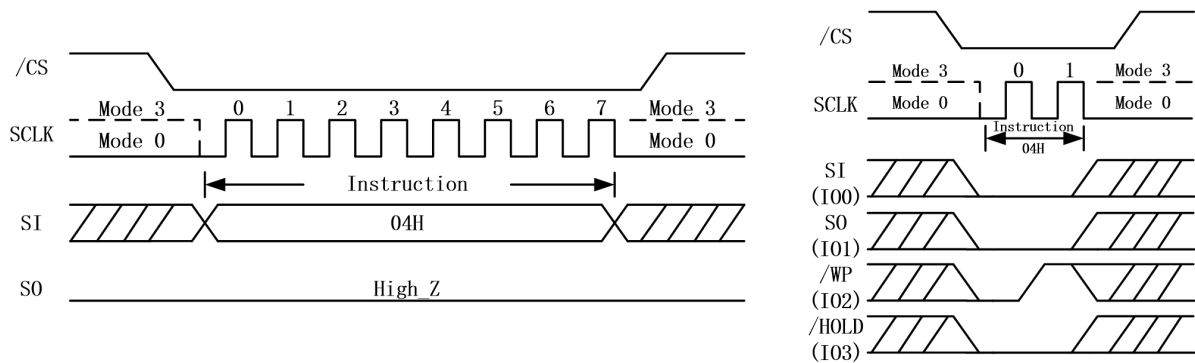 /CS
Mode 3 0 1 2 3 4 5 6 7 Mode 3
SCLK Mode 0 Mode 0
Instruction
SI 04H
SO High_Z
/CS
Mode 3 0 1 Mode 3
SCLK Mode 0 Mode 0
Instruction
04H
SI
(IO0)
SO
(IO1)
/WP
(IO2)
/HOLD
(IO3)